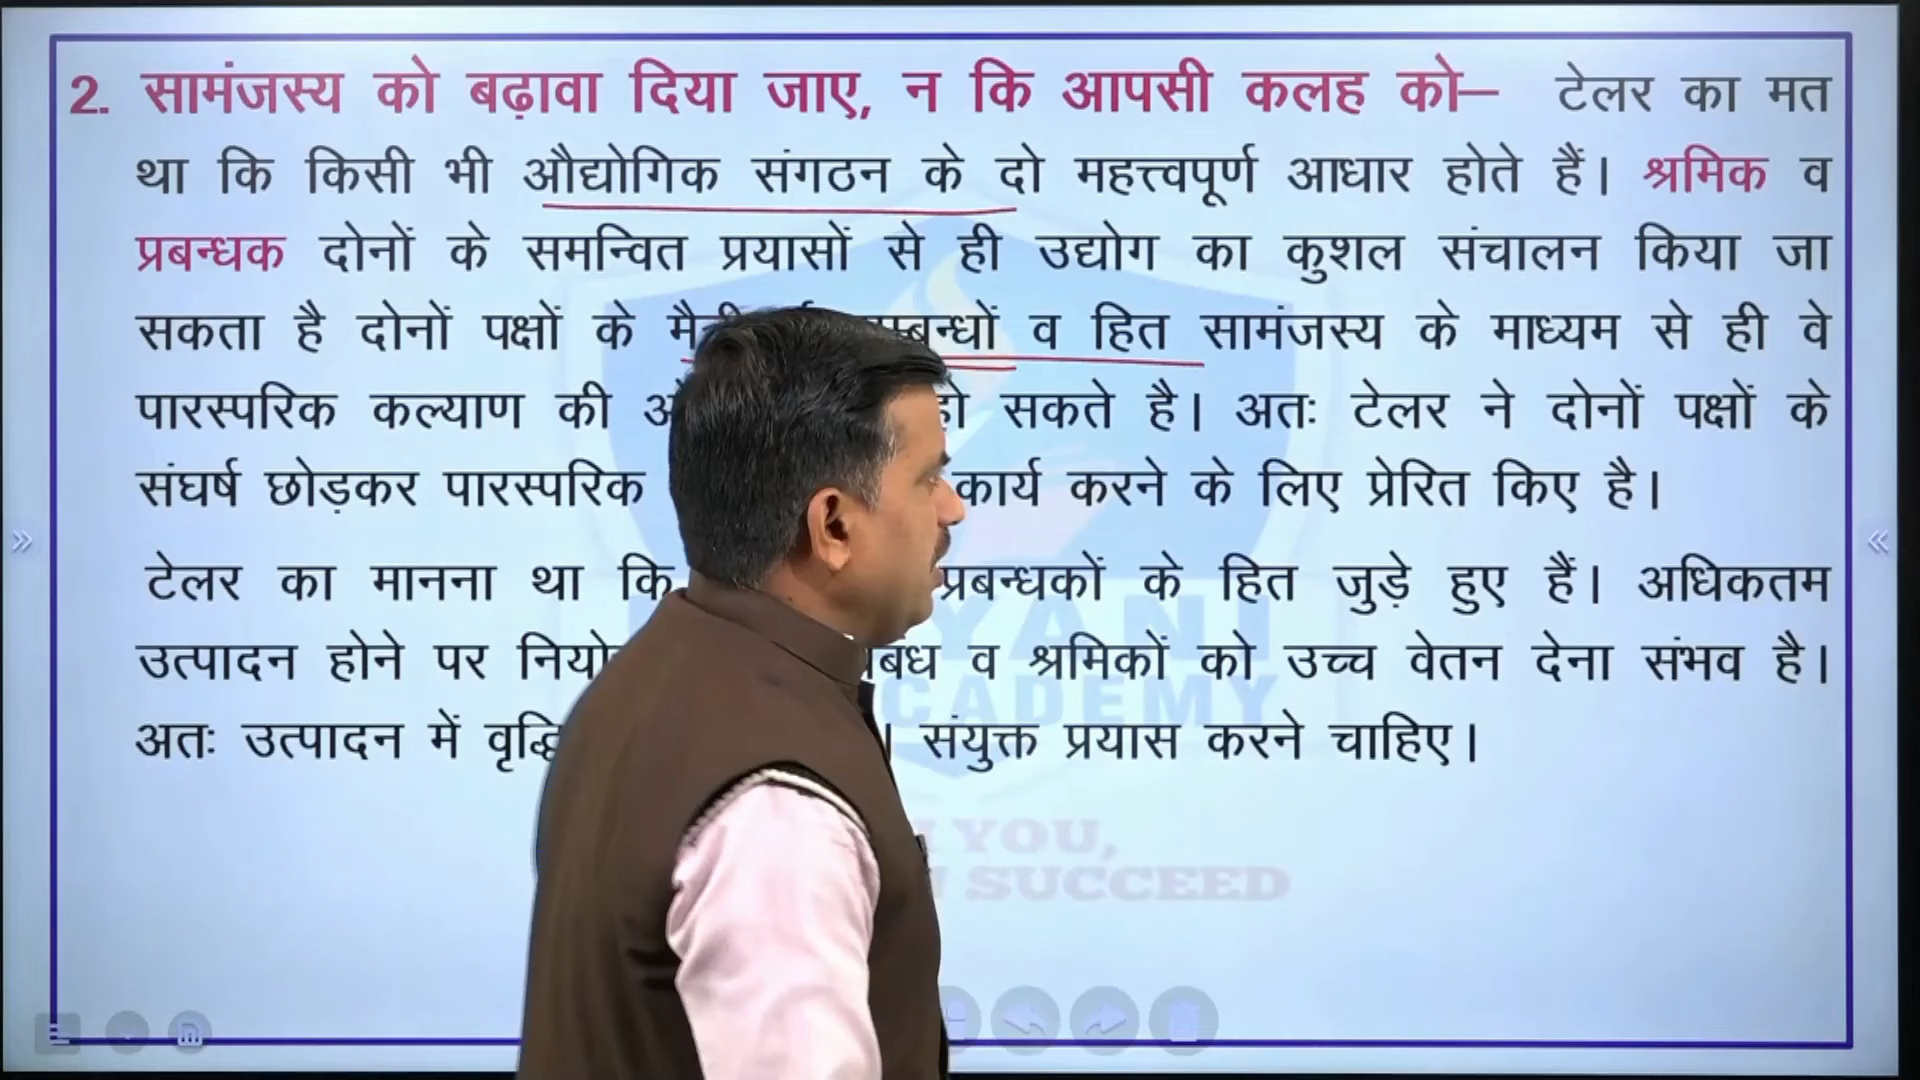 2. सामंजस्य को बढ़ावा दिया जाए, न कि आपसी कलह को– टेलर का मत
था कि किसी भी औद्योगिक संगठन के दो महत्त्वपूर्ण आधार होते हैं। श्रमिक व
प्रबन्धक दोनों के समन्वित प्रयासों से ही उद्योग का कुशल संचालन किया जा
सकता है दोनों पक्षों के व हित सामंजस्य के माध्यम से ही वे
पारस्परिक कल्याण की हो सकते है। अतः टेलर ने दोनों पक्षों के
संघर्ष छोड़कर पारस्परिक कार्य करने के लिए प्रेरित किए है।
टेलर का मानना था कि प्रबन्धकों के हित जुड़े हुए हैं। अधिकतम
उत्पादन होने पर व श्रमिकों को उच्च वेतन देना संभव है।
अतः उत्पादन में संयुक्त प्रयास करने चाहिए।
YOU,
SUCCEED